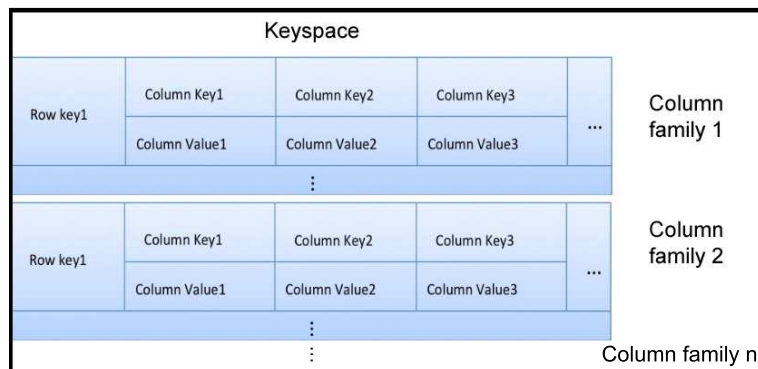 Keyspace
Row key1
Column Key1 Column Key2 Column Key3
Column Value1 Column Value2 Column Value3
...
Column
family 1
⋮
Row key1
Column Key1 Column Key2 Column Key3
Column Value1 Column Value2 Column Value3
...
Column
family 2
⋮
⋮
Column family n